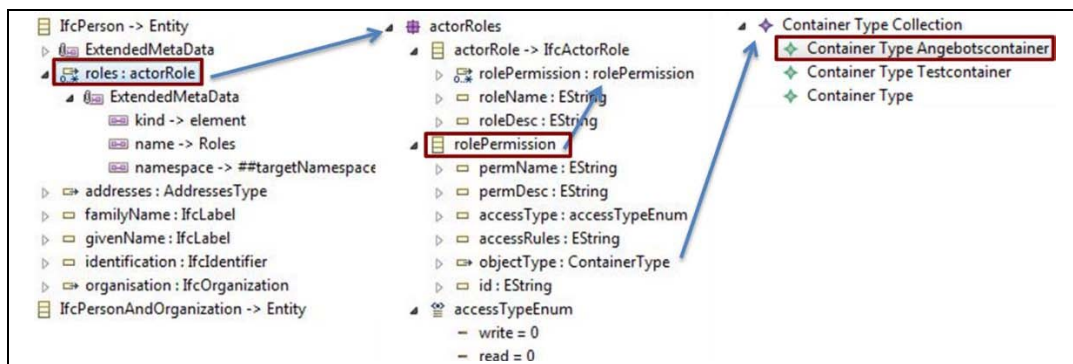 IfcPerson -> Entity
ExtendedMetaData
roles : actorRole
ExtendedMetaData
kind -> element
name -> Roles
namespace -> ##targetNamespace
addresses : AddressesType
familyName : IfcLabel
givenName : IfcLabel
identification : IfcIdentifier
organisation : IfcOrganization
IfcPersonAndOrganization -> Entity
actorRoles
actorRole -> IfcActorRole
rolePermission : rolePermission
roleName : EString
roleDesc : EString
rolePermission
permName : EString
permDesc : EString
accessType : accessTypeEnum
accessRules : EString
objectType : ContainerType
id : EString
accessTypeEnum
write = 0
read = 0
Container Type Collection
Container Type Angebotscontainer
Container Type Testcontainer
Container Type